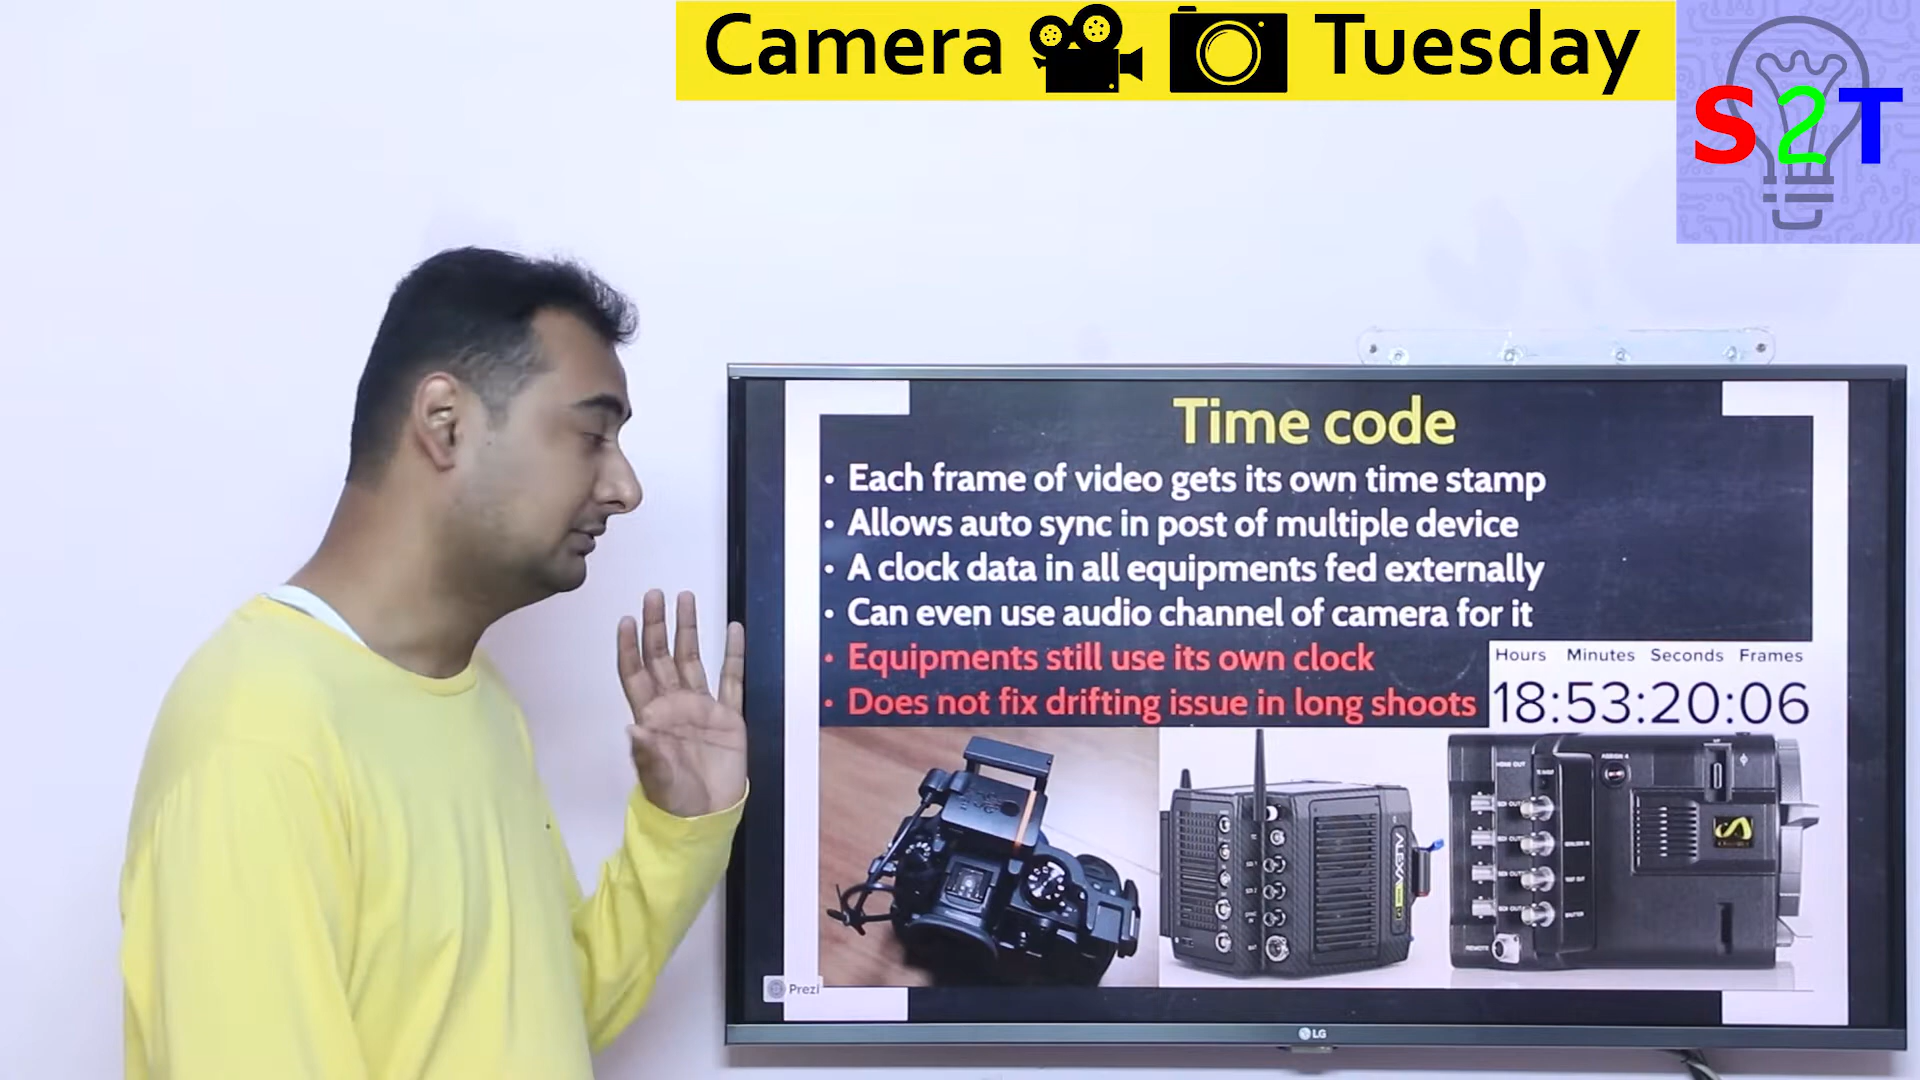 Camera Tuesday
S2T
Time code
• Each frame of video gets its own time stamp
• Allows auto sync in post of multiple device
• A clock data in all equipments fed externally
• Can even use audio channel of camera for it
• Equipments still use its own clock
• Does not fix drifting issue in long shoots
Hours Minutes Seconds Frames
18:53:20:06
ALEXA
REMOTE
Prezi
LG